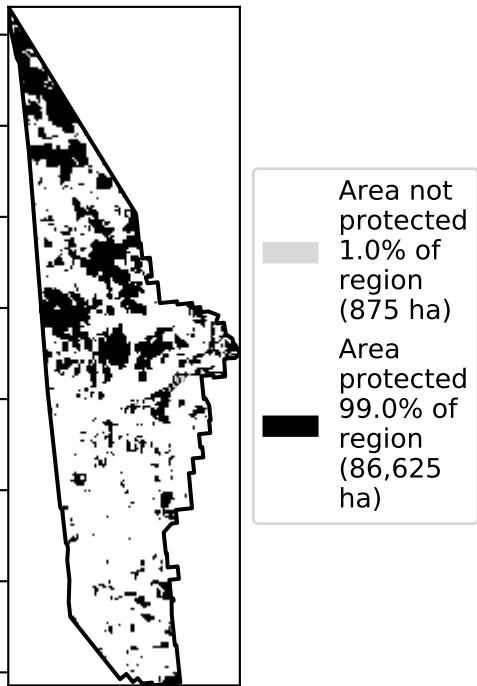 Area not
protected
1.0% of
region
(875 ha)
Area
protected
99.0% of
region
(86,625
ha)